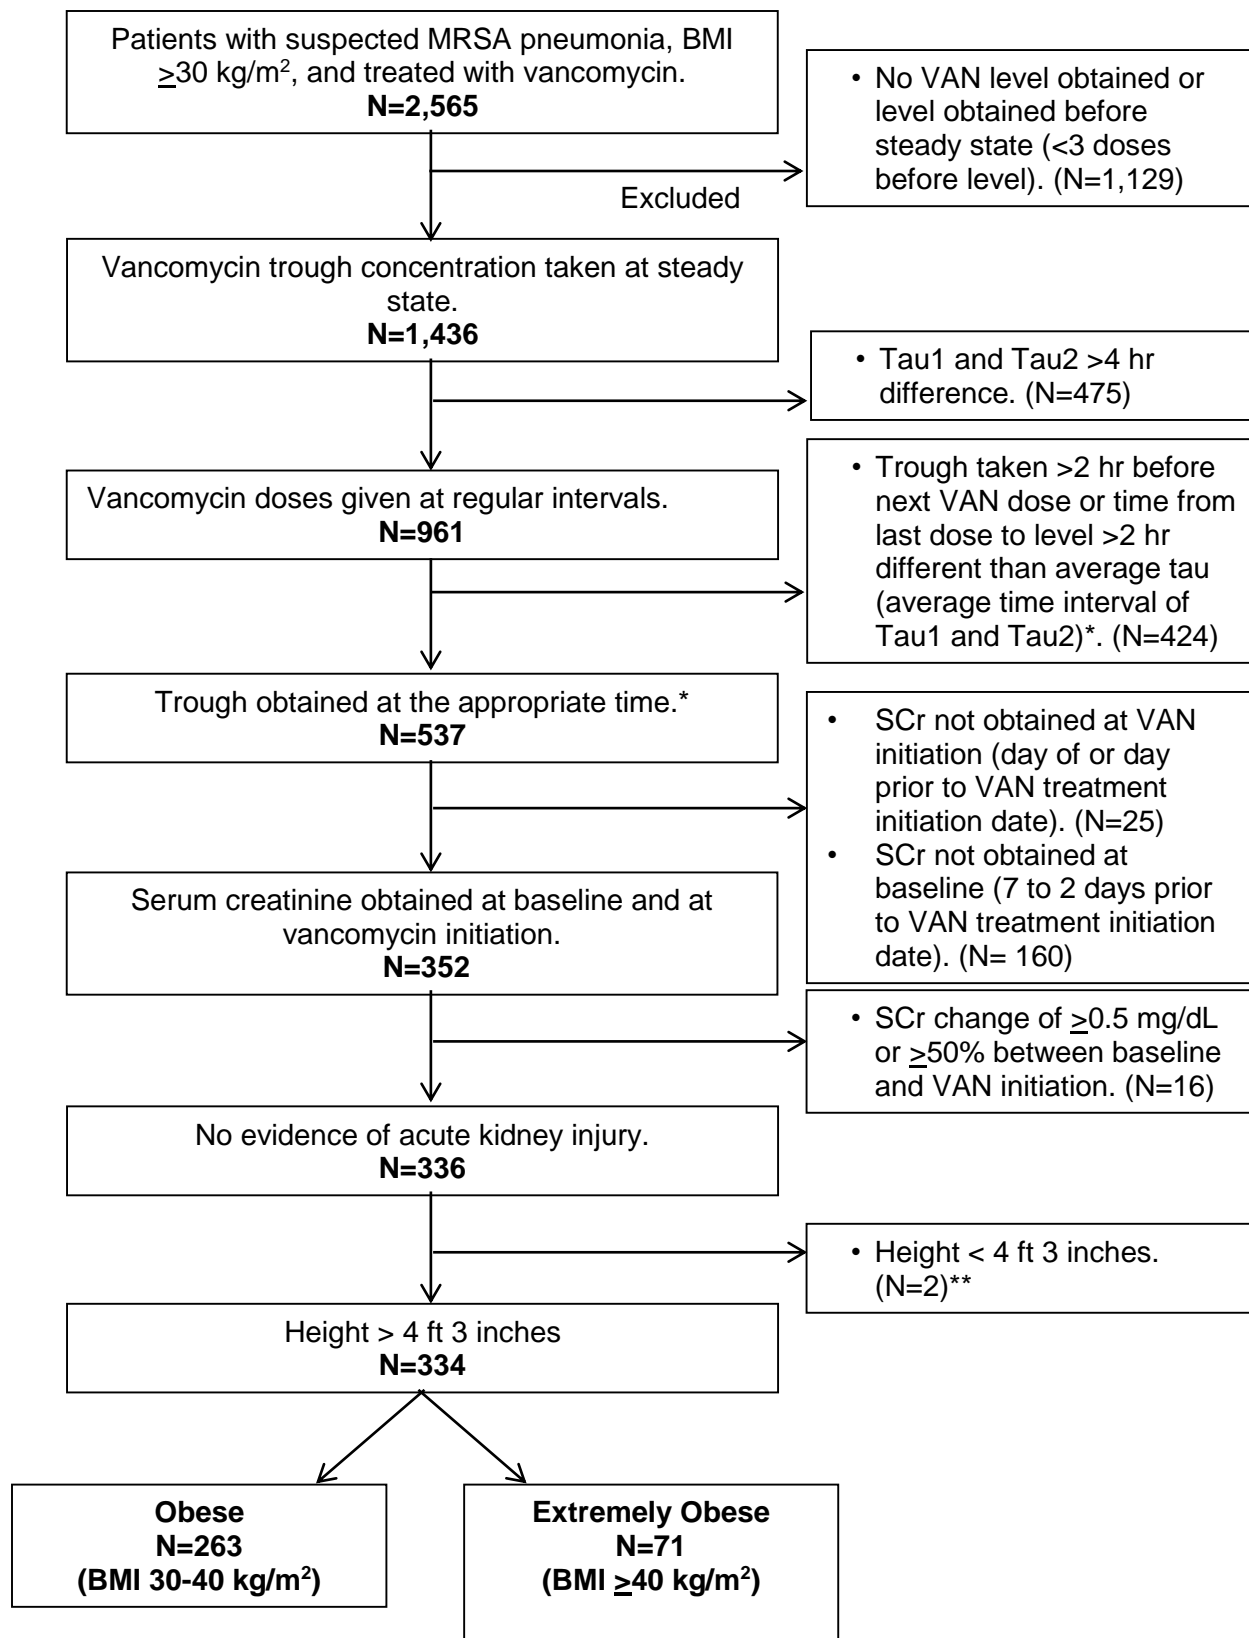 Patients with suspected MRSA pneumonia, BMI
≥30 kg/m², and treated with vancomycin.
N=2,565
• No VAN level obtained or
level obtained before
steady state (<3 doses
before level). (N=1,129)
Excluded
Vancomycin trough concentration taken at steady
state.
N=1,436
• Tau1 and Tau2 >4 hr
difference. (N=475)
Vancomycin doses given at regular intervals.
N=961
• Trough taken >2 hr before
next VAN dose or time from
last dose to level >2 hr
different than average tau
(average time interval of
Tau1 and Tau2)*. (N=424)
Trough obtained at the appropriate time.*
N=537
• SCr not obtained at VAN
initiation (day of or day
prior to VAN treatment
initiation date). (N=25)
• SCr not obtained at
baseline (7 to 2 days prior
to VAN treatment initiation
date). (N= 160)
Serum creatinine obtained at baseline and at
vancomycin initiation.
N=352
• SCr change of ≥0.5 mg/dL
or ≥50% between baseline
and VAN initiation. (N=16)
No evidence of acute kidney injury.
N=336
• Height < 4 ft 3 inches.
(N=2)**
Height > 4 ft 3 inches
N=334
Obese
N=263
(BMI 30-40 kg/m²)
Extremely Obese
N=71
(BMI ≥40 kg/m²)